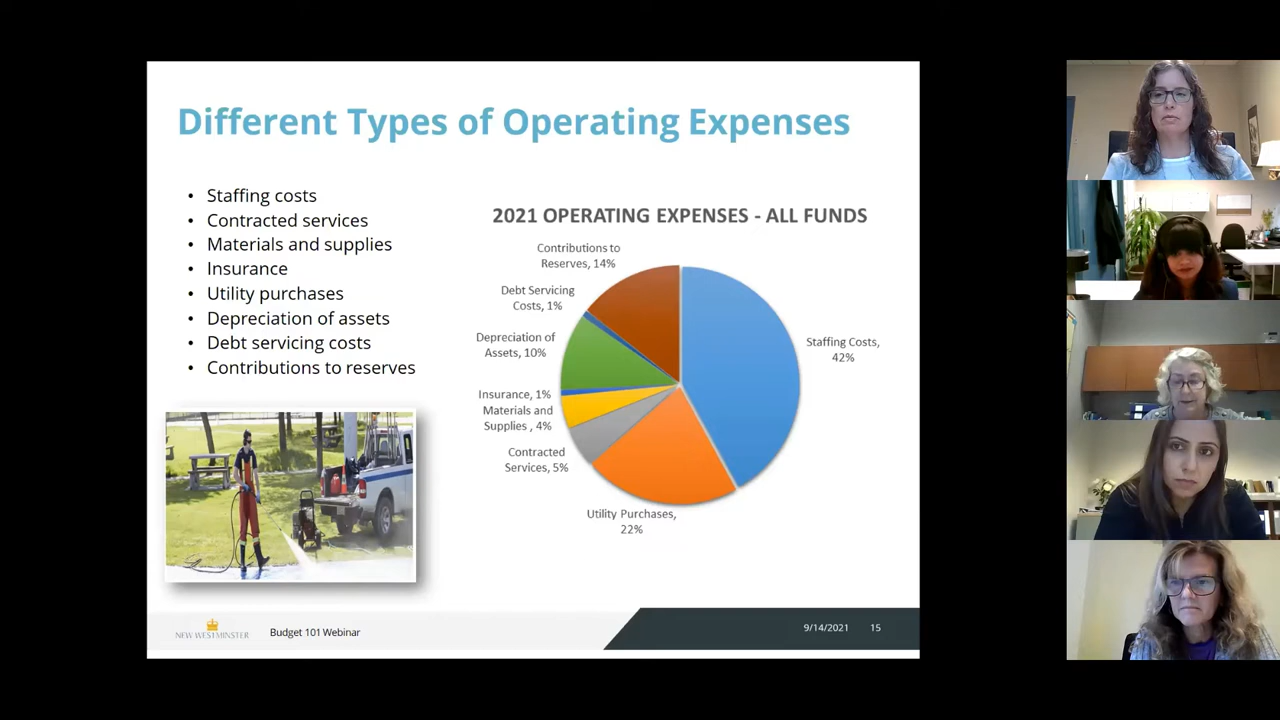 Different Types of Operating Expenses
• Staffing costs
• Contracted services
• Materials and supplies
• Insurance
• Utility purchases
• Depreciation of assets
• Debt servicing costs
• Contributions to reserves
2021 OPERATING EXPENSES - ALL FUNDS
Contributions to
Reserves, 14%
Debt Servicing
Costs, 1%
Depreciation of
Assets, 10%
Insurance, 1%
Materials and
Supplies , 4%
Contracted
Services, 5%
Utility Purchases,
22%
Staffing Costs,
42%
NEW WESTMINSTER
Budget 101 Webinar
9/14/2021
15